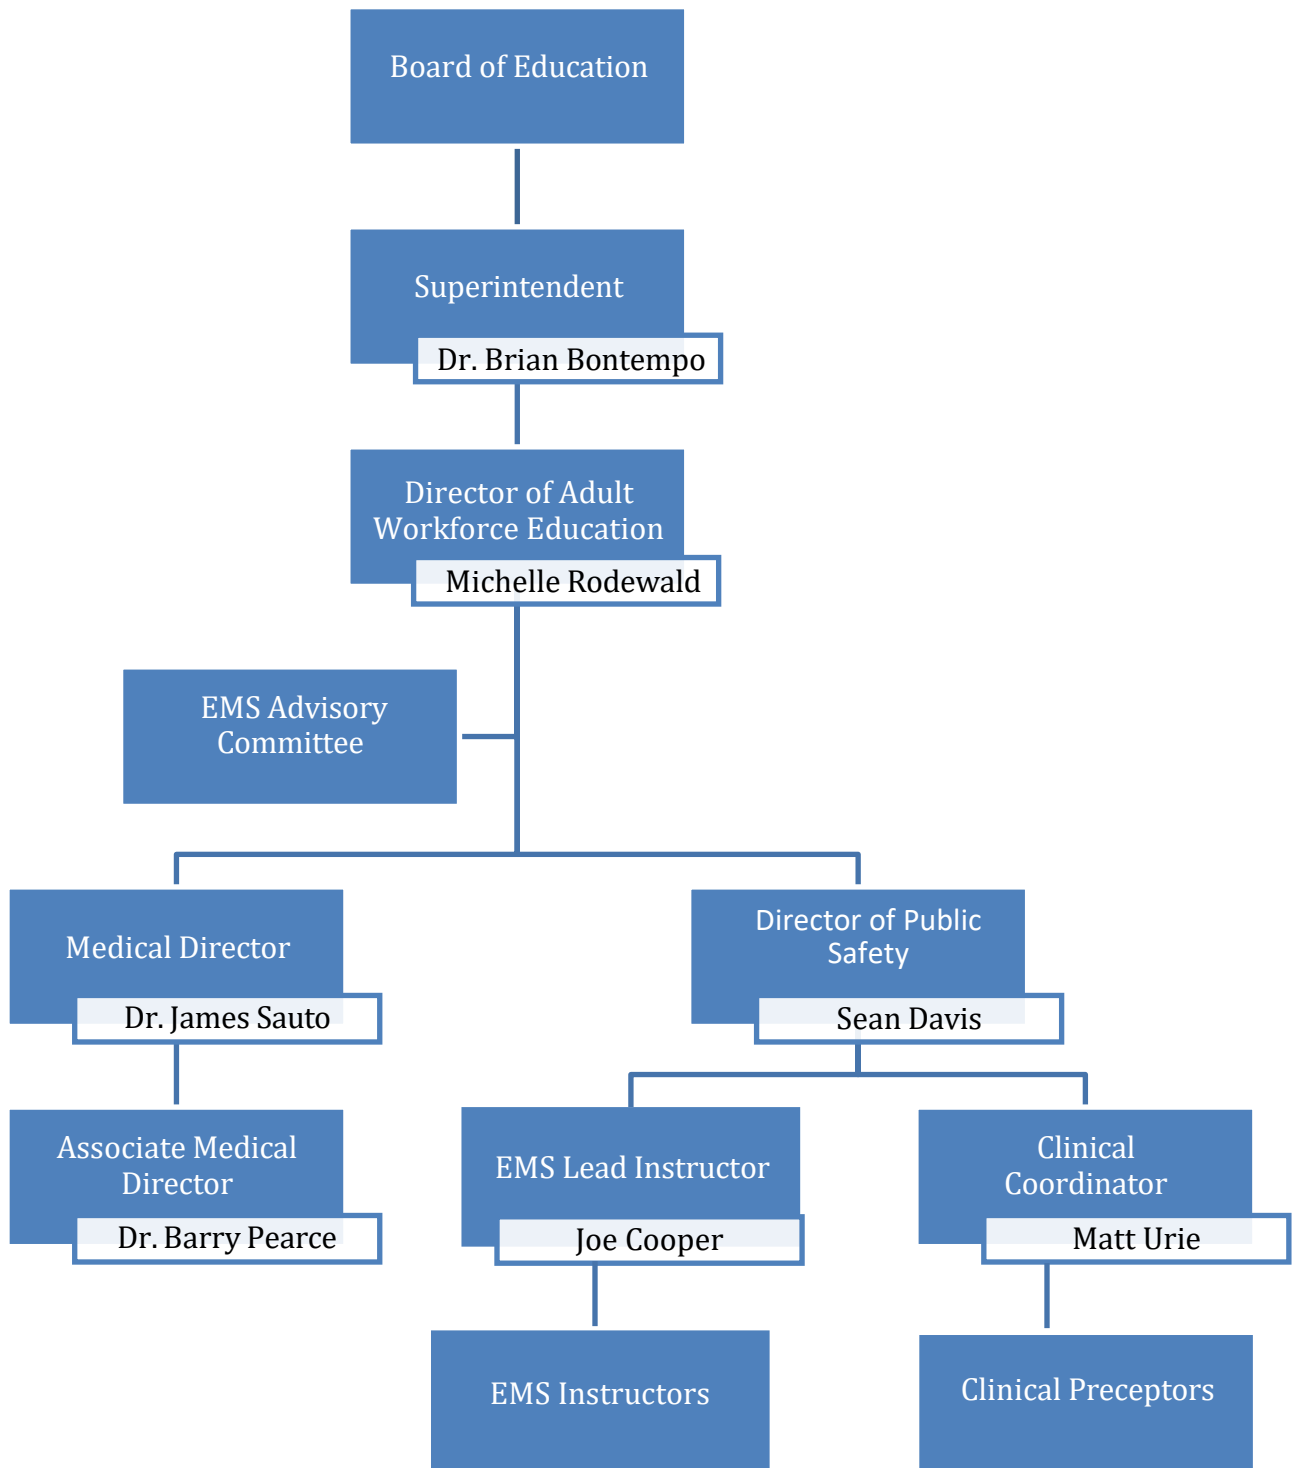 Board of Education
Superintendent
Dr. Brian Bontempo
Director of Adult
Workforce Education
Michelle Rodewald
EMS Advisory
Committee
Medical Director
Dr. James Sauto
Director of Public
Safety
Sean Davis
Associate Medical
Director
Dr. Barry Pearce
EMS Lead Instructor
Joe Cooper
Clinical
Coordinator
Matt Urie
EMS Instructors
Clinical Preceptors